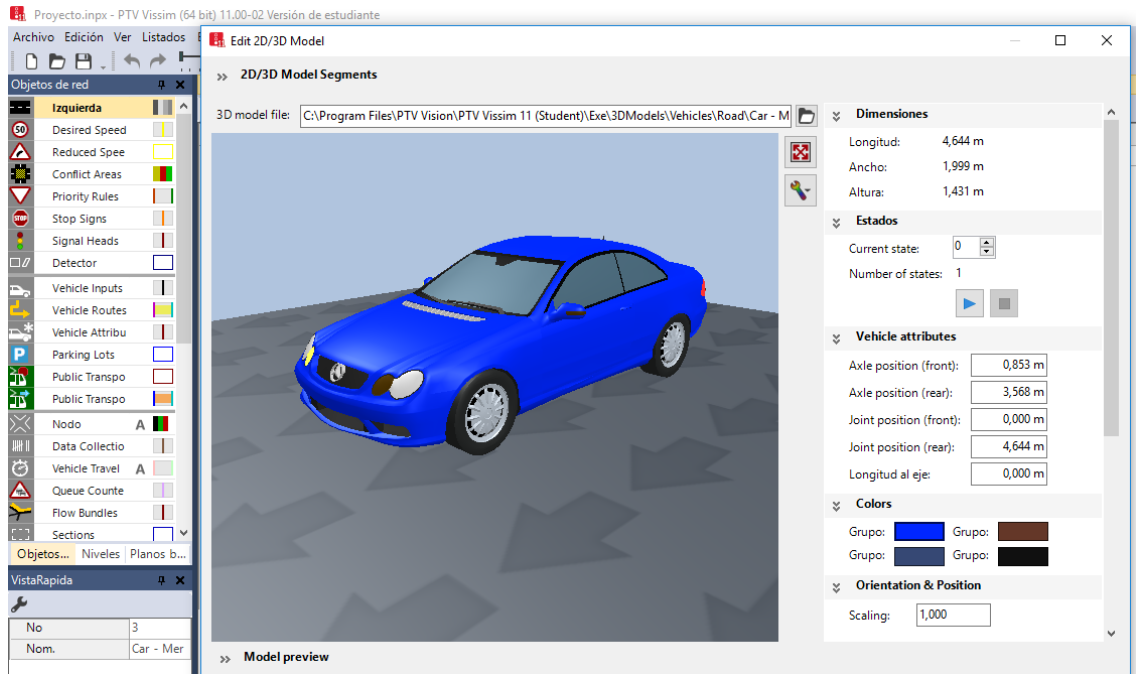 Proyecto.inpx - PTV Vissim (64 bit) 11.00-02 Versión de estudiante
Archivo Edición Ver Listados
Edit 2D/3D Model
Objetos de red
2D/3D Model Segments
3D model file: C:\Program Files\PTV Vision\PTV Vissim 11 (Student)\Exe\3DModels\Vehicles\Road\Car - M
Izquierda
50 Desired Speed
Reduced Spee
Conflict Areas
Priority Rules
STOP Stop Signs
Signal Heads
Detector
Vehicle Inputs
Vehicle Routes
Vehicle Attribu
P Parking Lots
Public Transpo
Public Transpo
Nodo A
Data Collectio
Vehicle Travel A
Queue Counte
Flow Bundles
Sections
Objetos... Niveles Planos b...
VistaRapida
No 3
Nom. Car - Mer
Dimensiones
Longitud: 4,644 m
Ancho: 1,999 m
Altura: 1,431 m
Estados
Current state: 0
Number of states: 1
Vehicle attributes
Axle position (front): 0,853 m
Axle position (rear): 3,568 m
Joint position (front): 0,000 m
Joint position (rear): 4,644 m
Longitud al eje: 0,000 m
Colors
Grupo: Grupo:
Grupo: Grupo:
Orientation & Position
Scaling: 1,000
Model preview